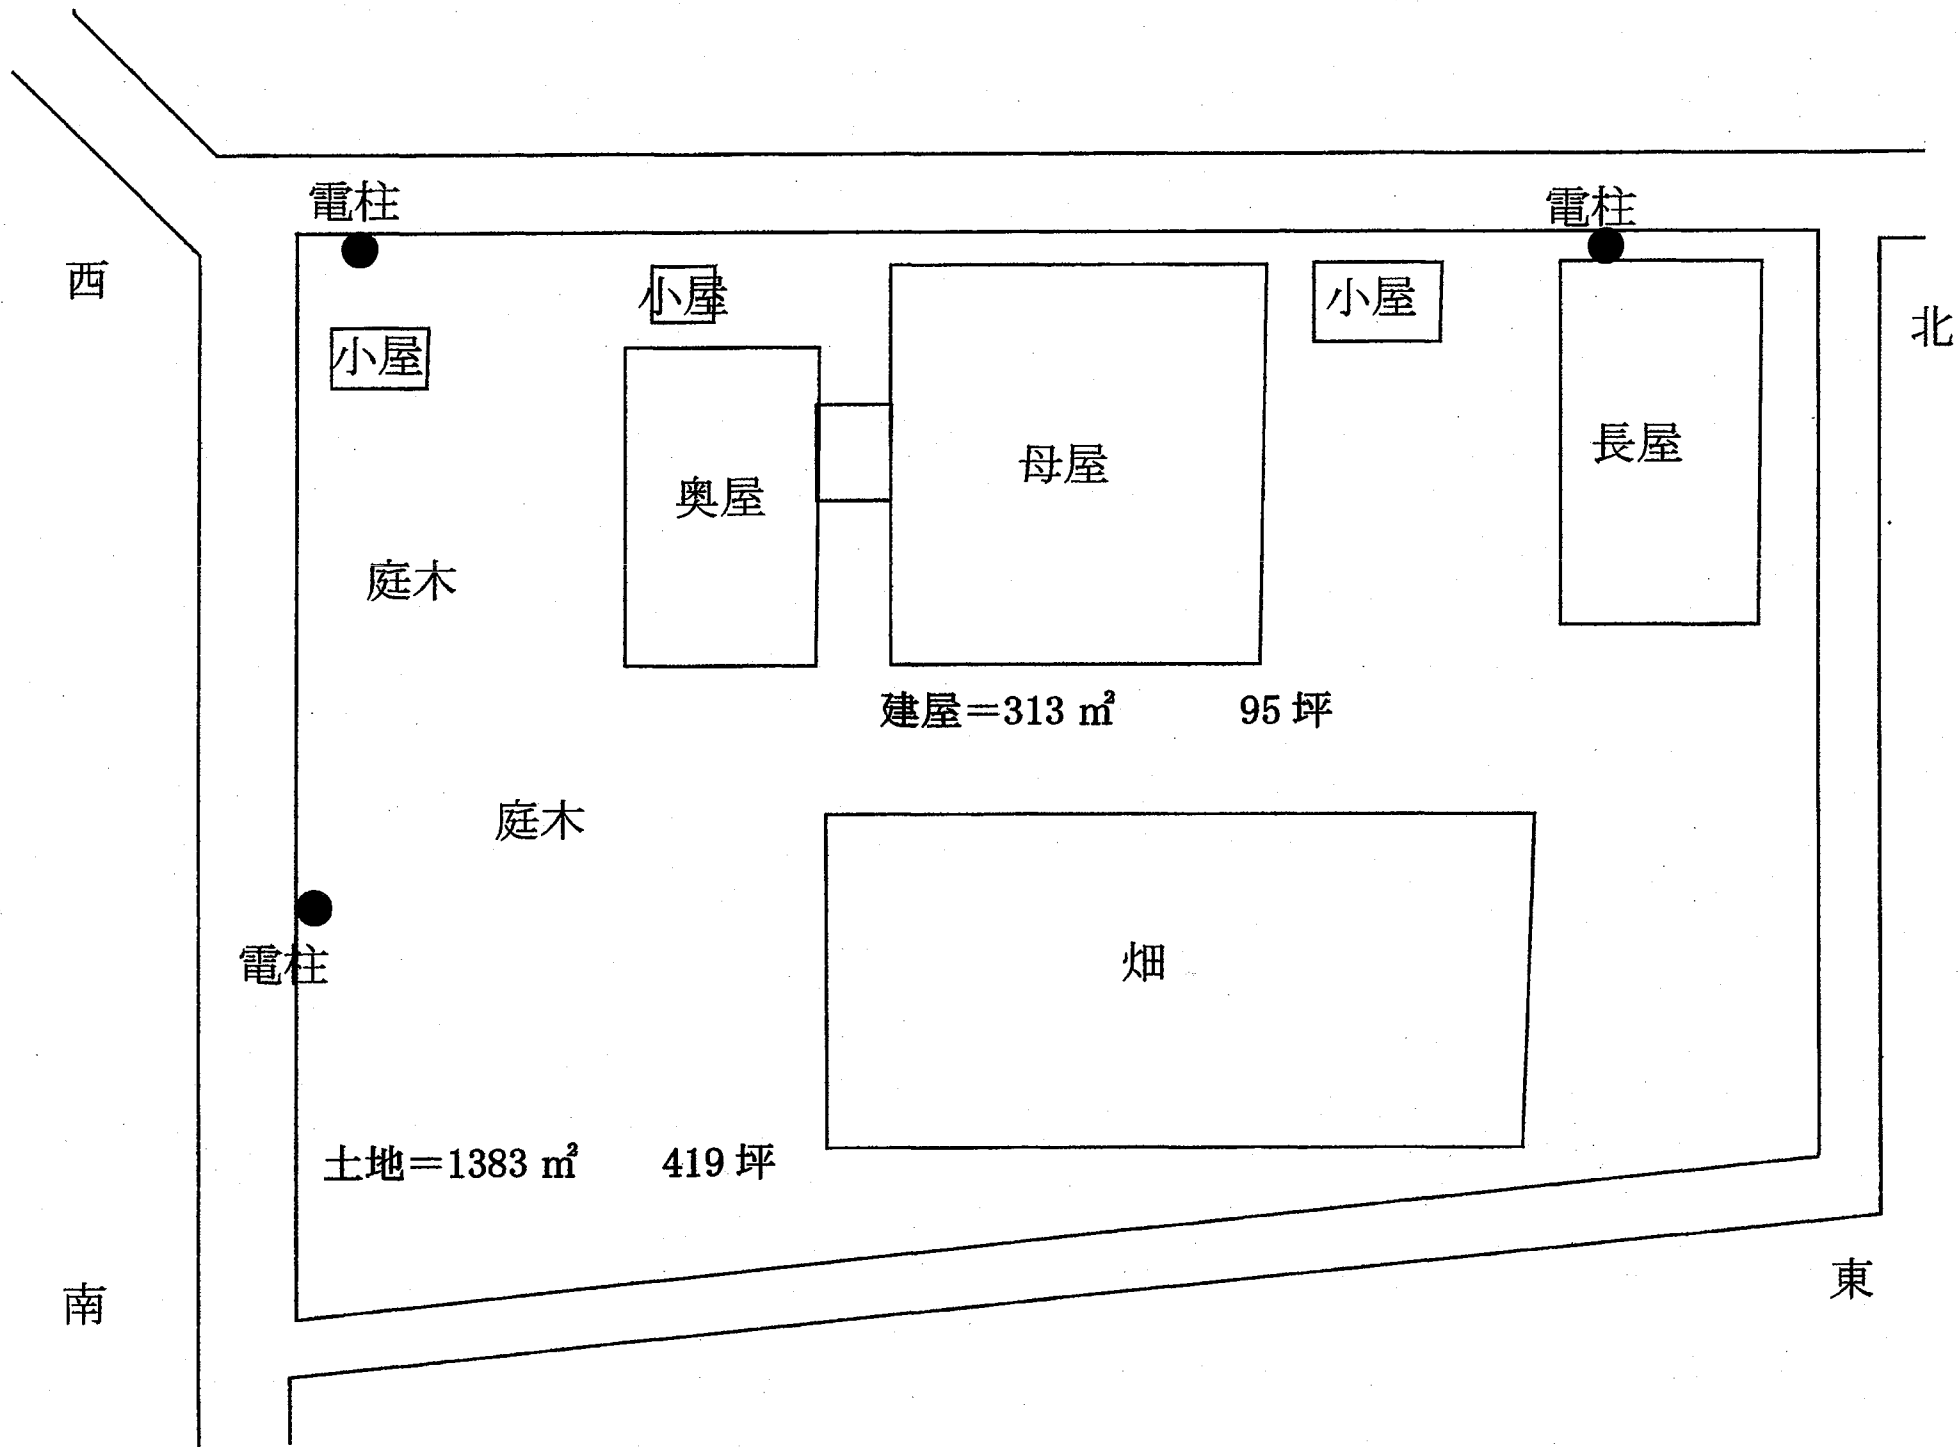 電柱
電柱
西
小屋
小屋
北
小屋
長屋
母屋
奥屋
庭木
建屋＝313 ㎡　95 坪
庭木
電柱
畑
土地＝1383 ㎡　419 坪
東
南